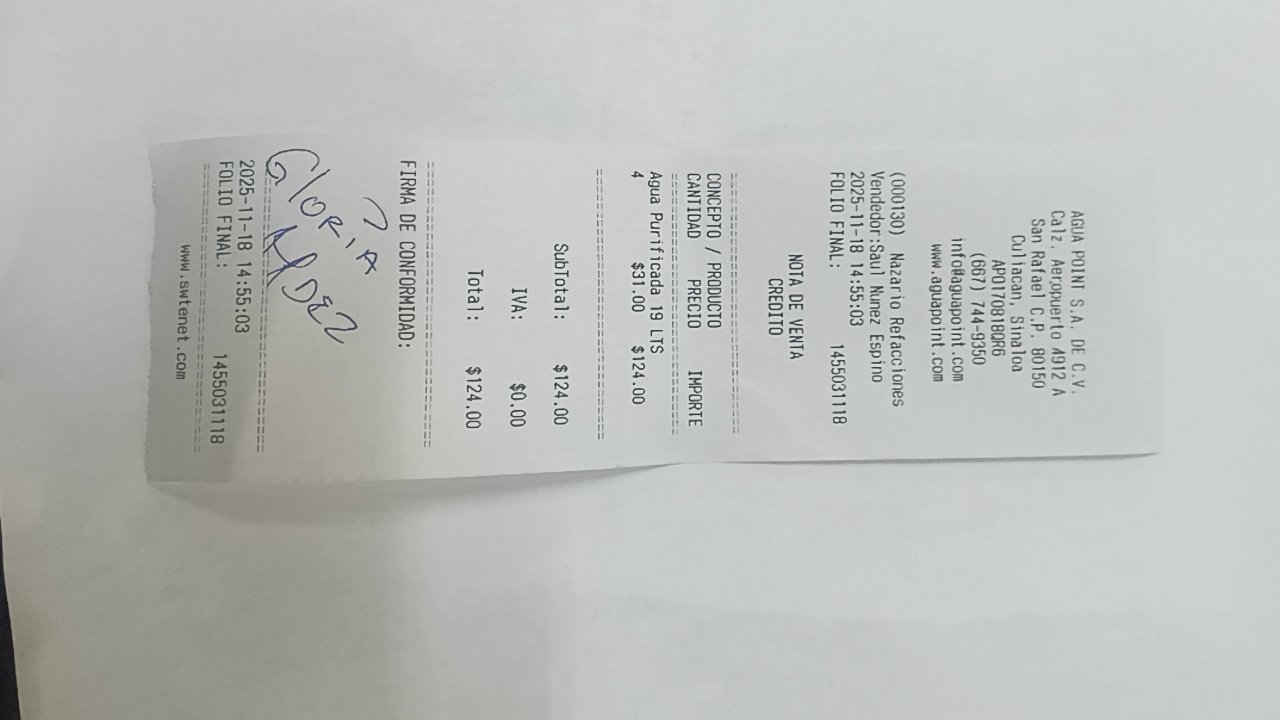 AGUA POINT S.A. DE C.V.
Calz. Aeropuerto 4912 A
San Rafael C.P. 80150
Culiacan, Sinaloa
APO170818QR6
(667) 744-9350
info@aguapoint.com
www.aguapoint.com
(000130) Nazario Refacciones
Vendedor:Saul Nunez Espino
2025-11-18 14:55:03
FOLIO FINAL: 1455031118
NOTA DE VENTA
CREDITO
CONCEPTO / PRODUCTO
CANTIDAD PRECIO IMPORTE
Agua Purificada 19 LTS
4 $31.00 $124.00
SubTotal: $124.00
IVA: $0.00
Total: $124.00
FIRMA DE CONFORMIDAD:
GloRiA
2025-11-18 14:55:03
FOLIO FINAL: 1455031118
www.swtenet.com